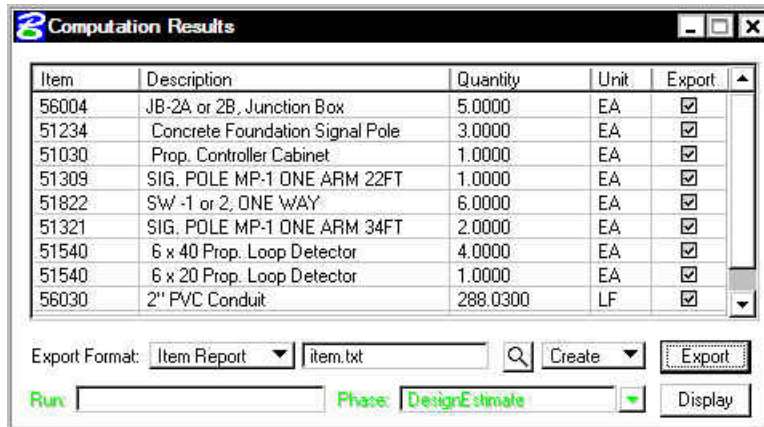 Computation Results
Item Description Quantity Unit Export
56004 JB-2A or 2B, Junction Box 5.0000 EA
51234 Concrete Foundation Signal Pole 3.0000 EA
51030 Prop. Controller Cabinet 1.0000 EA
51309 SIG. POLE MP-1 ONE ARM 22FT 1.0000 EA
51822 SW -1 or 2, ONE WAY 6.0000 EA
51321 SIG. POLE MP-1 ONE ARM 34FT 2.0000 EA
51540 6 x 40 Prop. Loop Detector 4.0000 EA
51540 6 x 20 Prop. Loop Detector 1.0000 EA
56030 2" PVC Conduit 288.0300 LF
Export Format: Item Report item.txt Create Export
Run: Phase: DesignEstimate Display